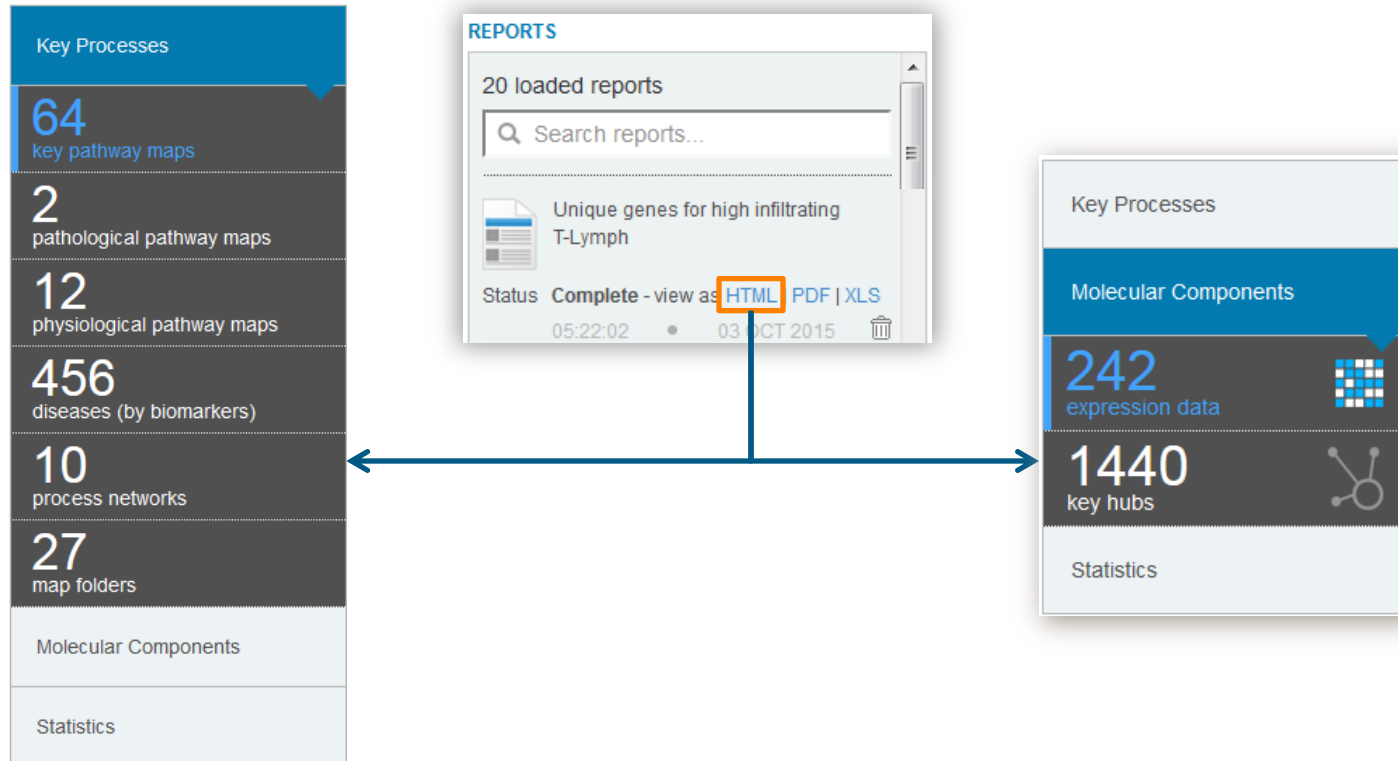 Key Processes
64
key pathway maps
2
pathological pathway maps
12
physiological pathway maps
456
diseases (by biomarkers)
10
process networks
27
map folders
Molecular Components
Statistics
REPORTS
20 loaded reports
Search reports...
Unique genes for high infiltrating
T-Lymph
Status Complete - view as HTML | PDF | XLS
05:22:02 • 03 OCT 2015
Key Processes
Molecular Components
242
expression data
1440
key hubs
Statistics